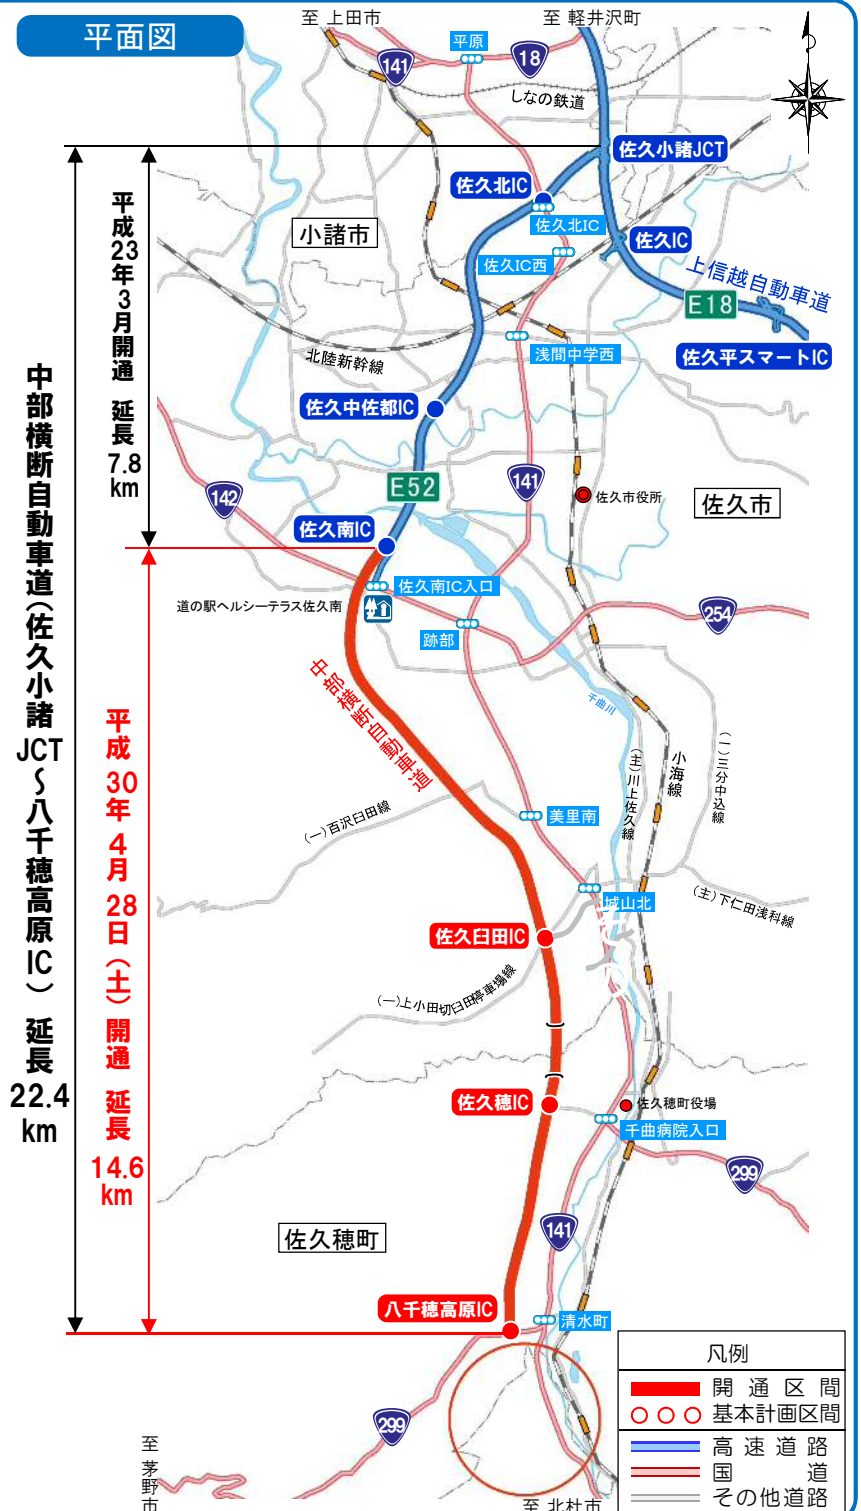 平面図
至 上田市
至 軽井沢町
平原
141
18
しなの鉄道
佐久小諸JCT
佐久北IC
佐久北IC
小諸市
佐久IC
佐久IC西
上信越自動車道
E18
浅間中学西
佐久平スマートIC
北陸新幹線
平成23年3月開通 延長 7.8km
佐久中佐都IC
E52
141
142
佐久市役所
佐久市
佐久南IC
佐久南IC入口
道の駅ヘルシーテラス佐久南
254
跡部
中部横断自動車道
千曲川
中部横断自動車道(佐久小諸JCT～八千穂高原IC) 延長 22.4km
平成30年4月28日(土)開通 延長 14.6km
(主)川上佐久線
小海線
(一)三分中込線
(一)百沢臼田線
美里南
城山北
(主)下仁田浅科線
佐久臼田IC
(一)上小田切臼田停車場線
佐久穂IC
佐久穂町役場
千曲病院入口
299
141
佐久穂町
八千穂高原IC
清水町
299
至 茅野市
至 北杜市
凡例
開通区間
基本計画区間
高速道路
国道
その他道路